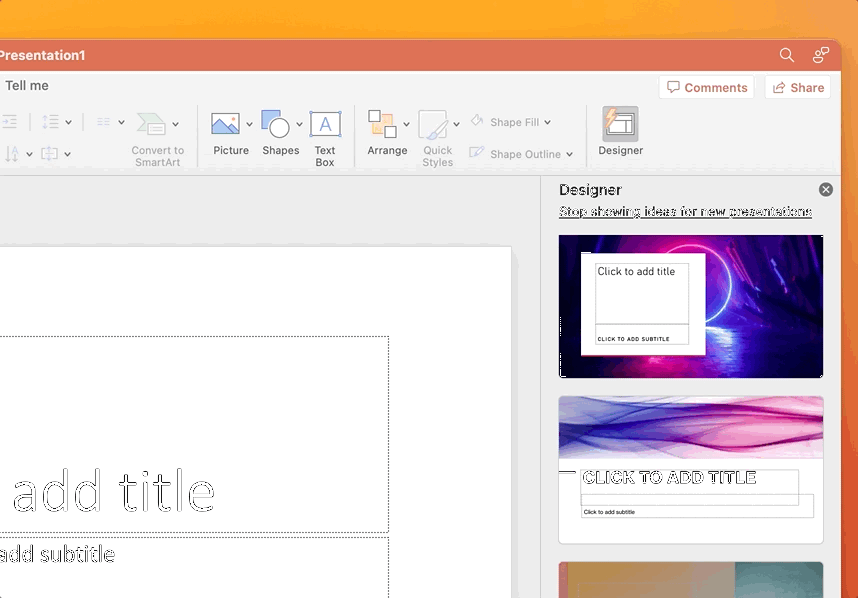 Presentation1
Tell me
Comments
Share
Convert to
SmartArt
Picture
Shapes
Text
Box
A
Arrange
Quick
Styles
Shape Fill
Shape Outline
Designer
Designer
Stop showing ideas for new presentations
Click to add title
CLICK TO ADD SUBTITLE
CLICK TO ADD TITLE
Click to add subtitle
add title
add subtitle